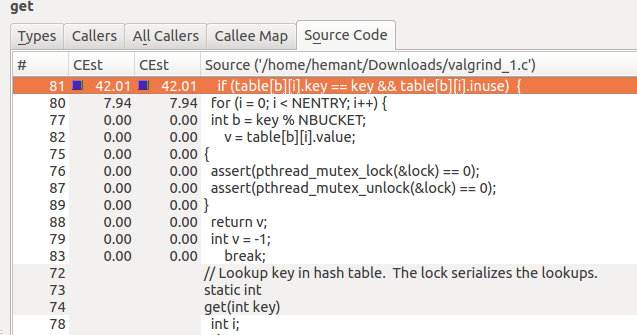 get
Types Callers All Callers Callee Map Source Code
# CEst CEst Source ('/home/hemant/Downloads/valgrind_1.c')
81 42.01 42.01 if (table[b][i].key == key && table[b][i].inuse) {
80 7.94 7.94 for (i = 0; i < NENTRY; i++) {
77 0.00 0.00 int b = key % NBUCKET;
82 0.00 0.00 v = table[b][i].value;
75 0.00 0.00 {
76 0.00 0.00 assert(pthread_mutex_lock(&lock) == 0);
87 0.00 0.00 assert(pthread_mutex_unlock(&lock) == 0);
89 0.00 0.00 }
88 0.00 0.00 return v;
79 0.00 0.00 int v = -1;
83 0.00 0.00 break;
72 // Lookup key in hash table. The lock serializes the lookups.
73 static int
74 get(int key)
78 int i;